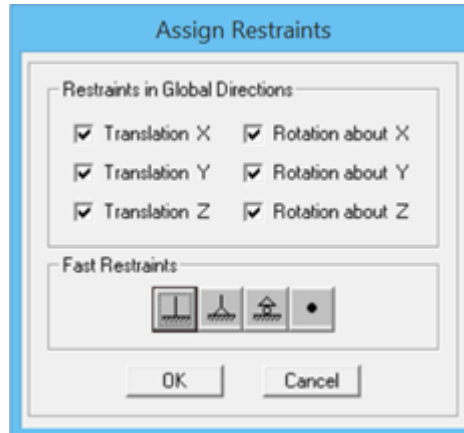 Assign Restraints
Restraints in Global Directions
Translation X Rotation about X
Translation Y Rotation about Y
Translation Z Rotation about Z
Fast Restraints
OK Cancel